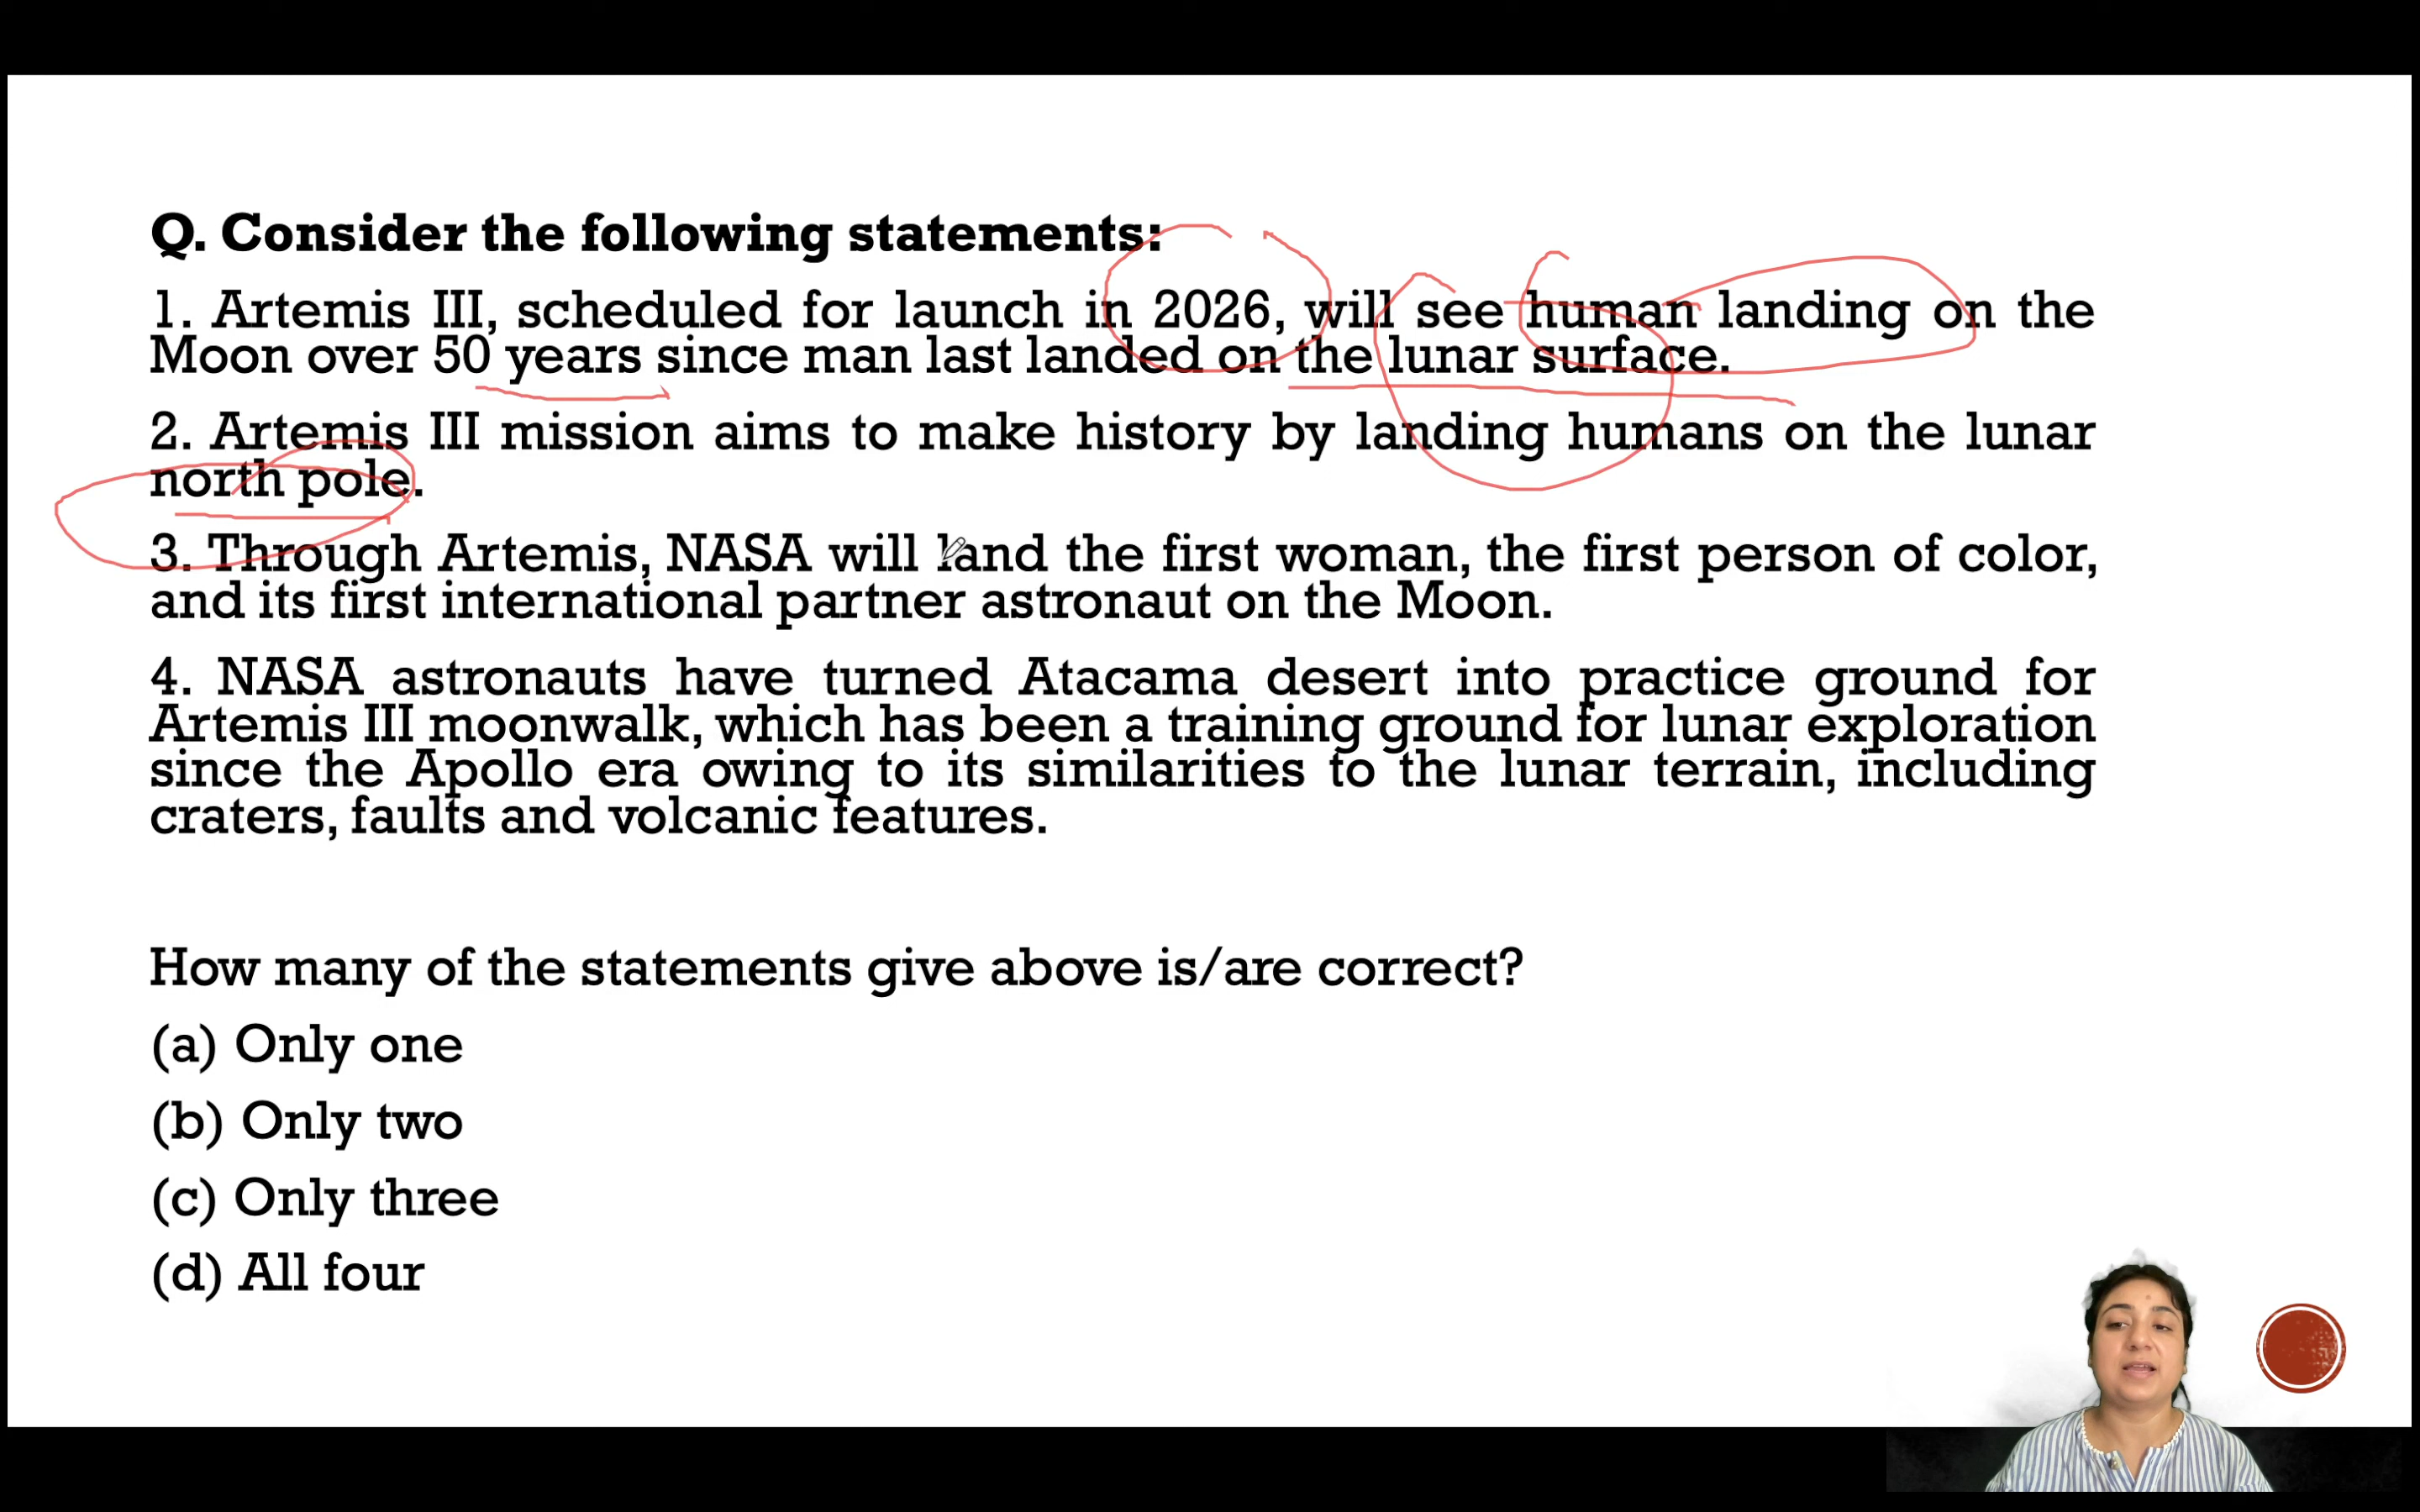 Q. Consider the following statements:
1. Artemis III, scheduled for launch in 2026, will see human landing on the
Moon over 50 years since man last landed on the lunar surface.
2. Artemis III mission aims to make history by landing humans on the lunar
north pole.
3. Through Artemis, NASA will land the first woman, the first person of color,
and its first international partner astronaut on the Moon.
4. NASA astronauts have turned Atacama desert into practice ground for
Artemis III moonwalk, which has been a training ground for lunar exploration
since the Apollo era owing to its similarities to the lunar terrain, including
craters, faults and volcanic features.
How many of the statements give above is/are correct?
(a) Only one
(b) Only two
(c) Only three
(d) All four